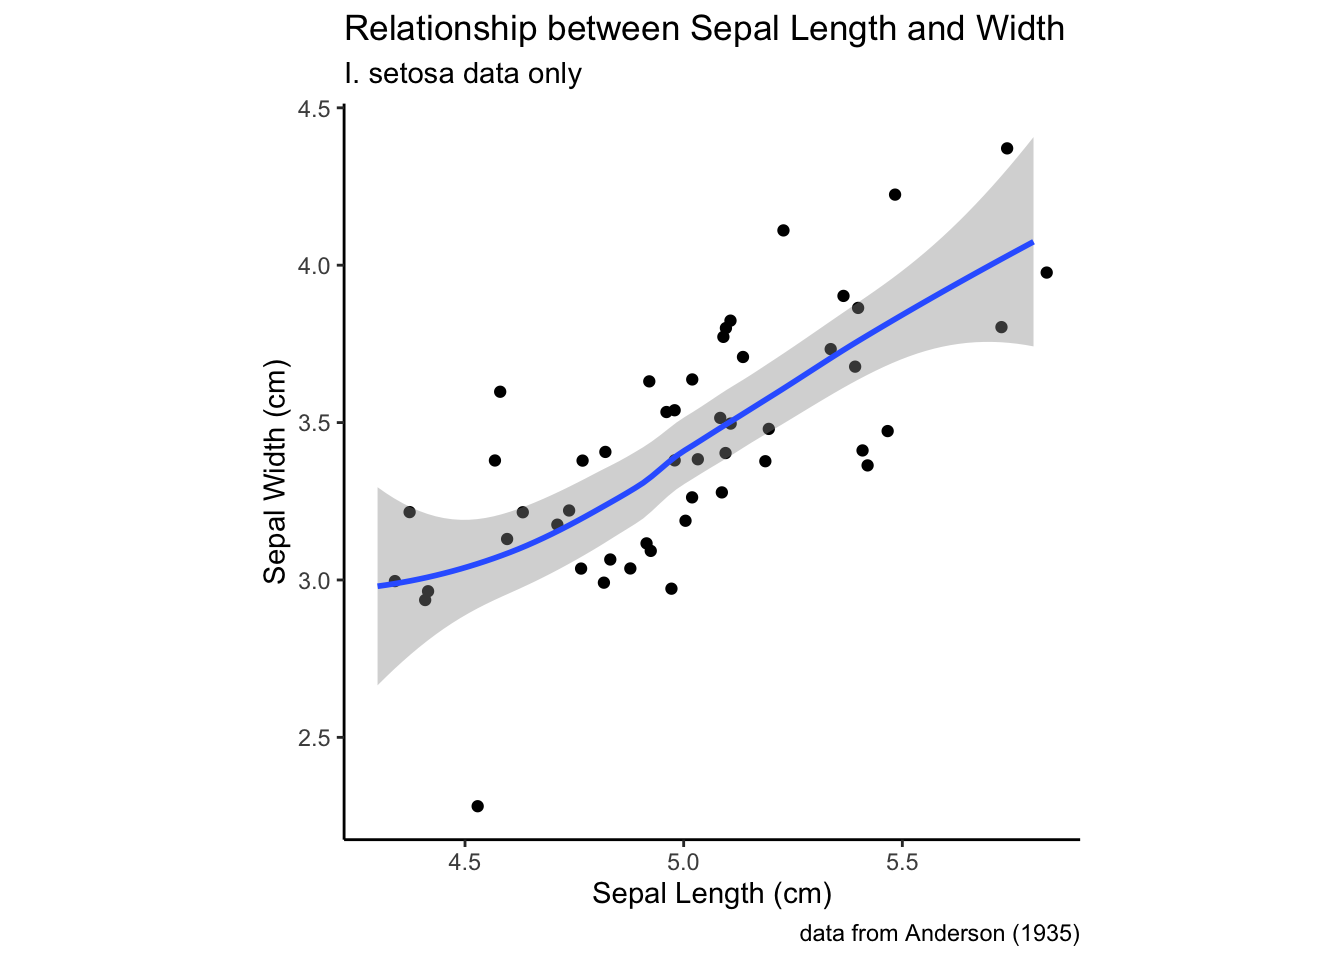 Relationship between Sepal Length and Width
I. setosa data only
4.5
4.0
3.5
3.0
2.5
Sepal Width (cm)
4.5 5.0 5.5
Sepal Length (cm)
data from Anderson (1935)